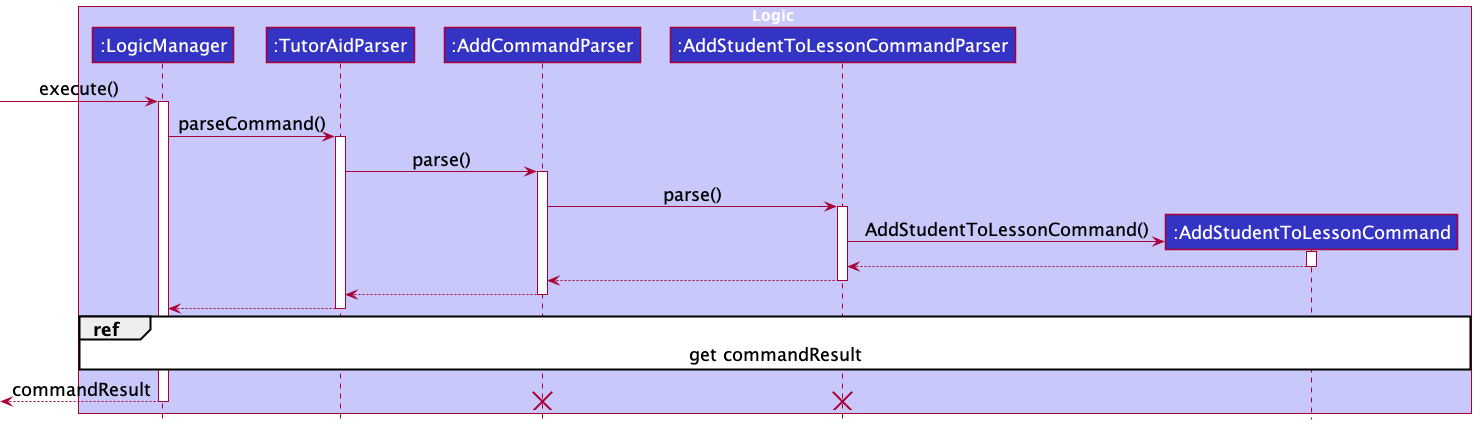 Logic
:LogicManager
:TutorAidParser
:AddCommandParser
:AddStudentToLessonCommandParser
execute()
parseCommand()
parse()
parse()
AddStudentToLessonCommand()
:AddStudentToLessonCommand
ref
get commandResult
commandResult